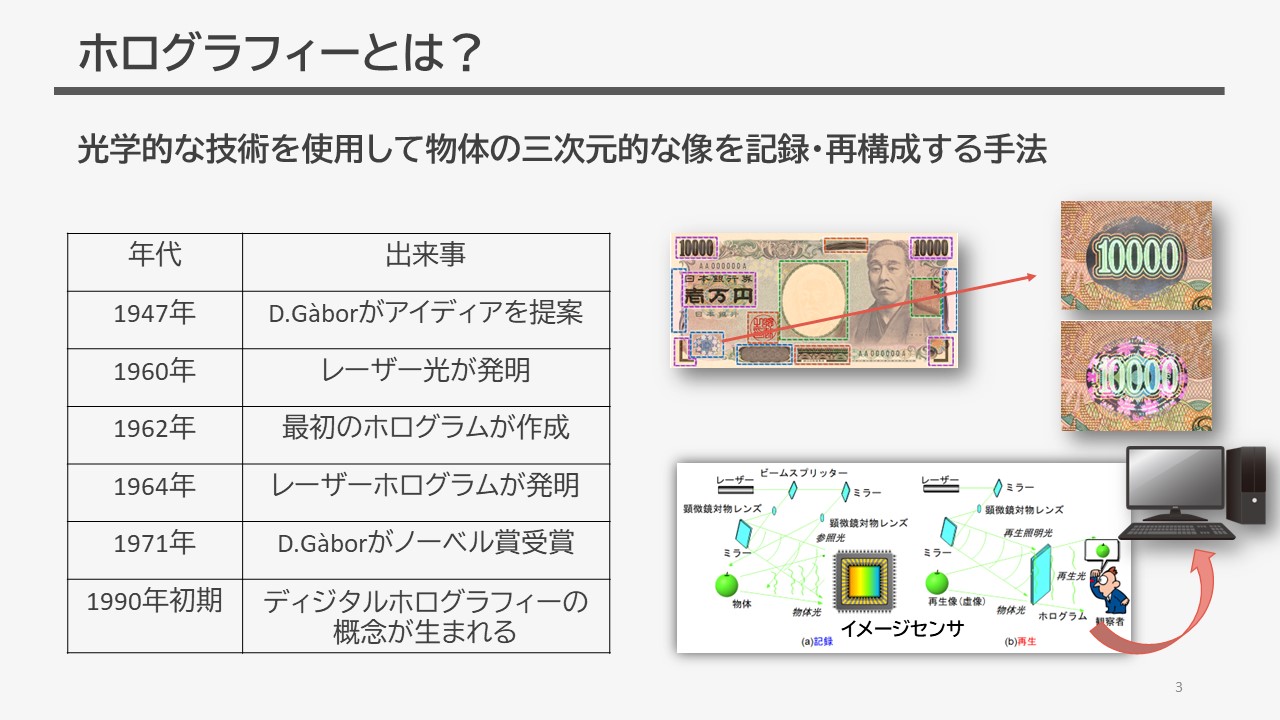 ホログラフィーとは？
光学的な技術を使用して物体の三次元的な像を記録・再構成する手法
年代 出来事
1947年 D.Gàborがアイディアを提案
1960年 レーザー光が発明
1962年 最初のホログラムが作成
1964年 レーザーホログラムが発明
1971年 D.Gàborがノーベル賞受賞
1990年初期 ディジタルホログラフィーの
概念が生まれる
10000 10000
AA000000A
日本銀行券
壱万円
日本銀行
AA000000A
10000
10000
レーザー
ビームスプリッター
ミラー
顕微鏡対物レンズ
顕微鏡対物レンズ
参照光
ミラー
物体
物体光
イメージセンサ
(a)記録
レーザー
ミラー
顕微鏡対物レンズ
再生照明光
ミラー
再生光
再生像(虚像)
物体光
ホログラム
観察者
(b)再生
3